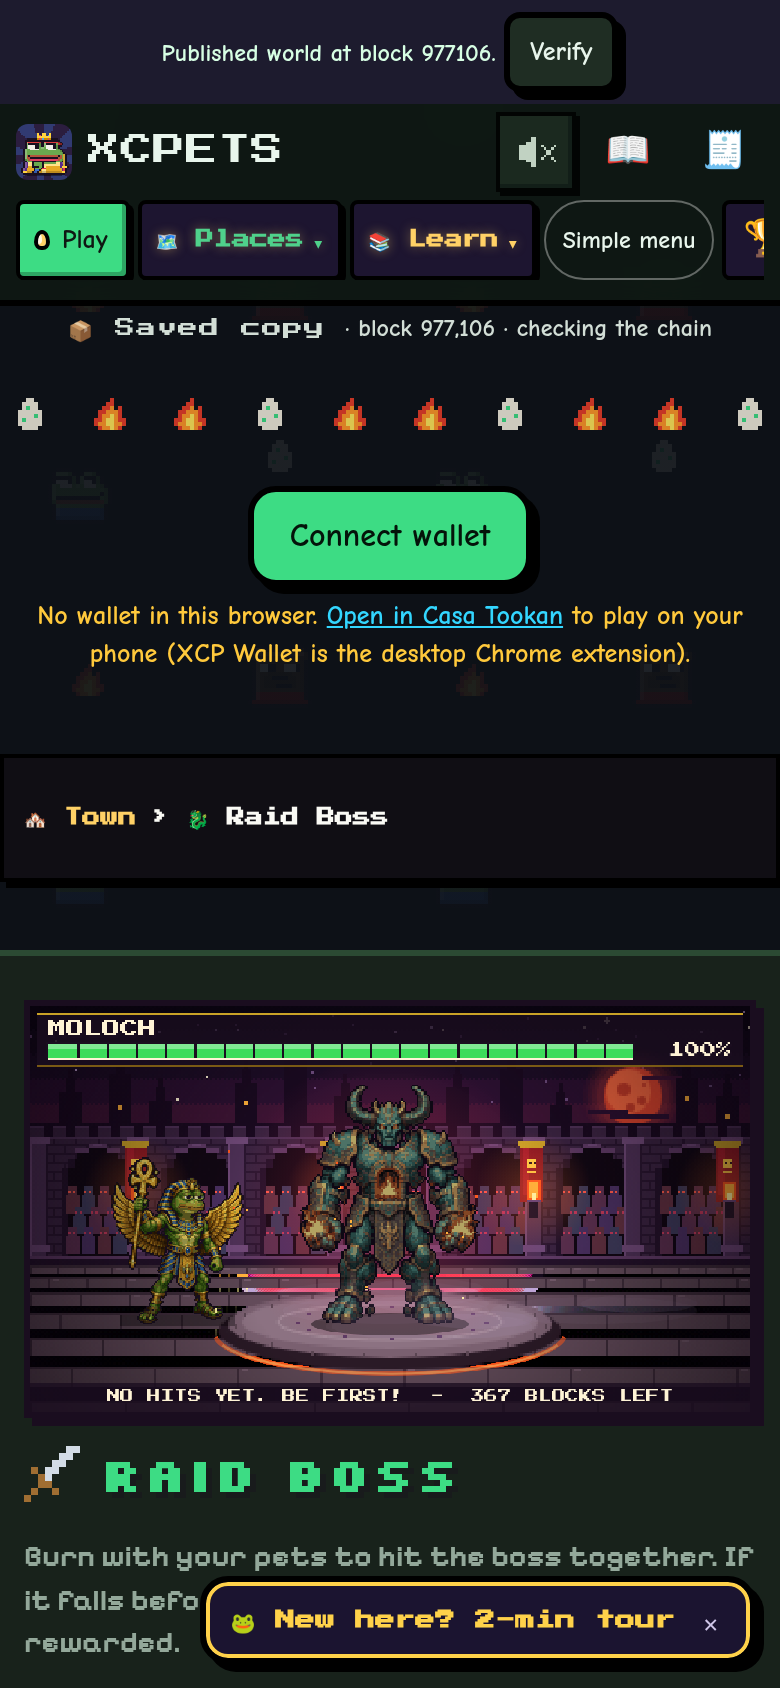 Published world at block 977106. Verify
XCPETS
Play Places ▾ Learn ▾ Simple menu
Saved copy · block 977,106 · checking the chain
Connect wallet
No wallet in this browser. Open in Casa Tookan to play on your
phone (XCP Wallet is the desktop Chrome extension).
Town › Raid Boss
MOLOCH
100%
NO HITS YET. BE FIRST! - 367 BLOCKS LEFT
RAID BOSS
Burn with your pets to hit the boss together. If
it falls befo
New here? 2-min tour ×
rewarded.